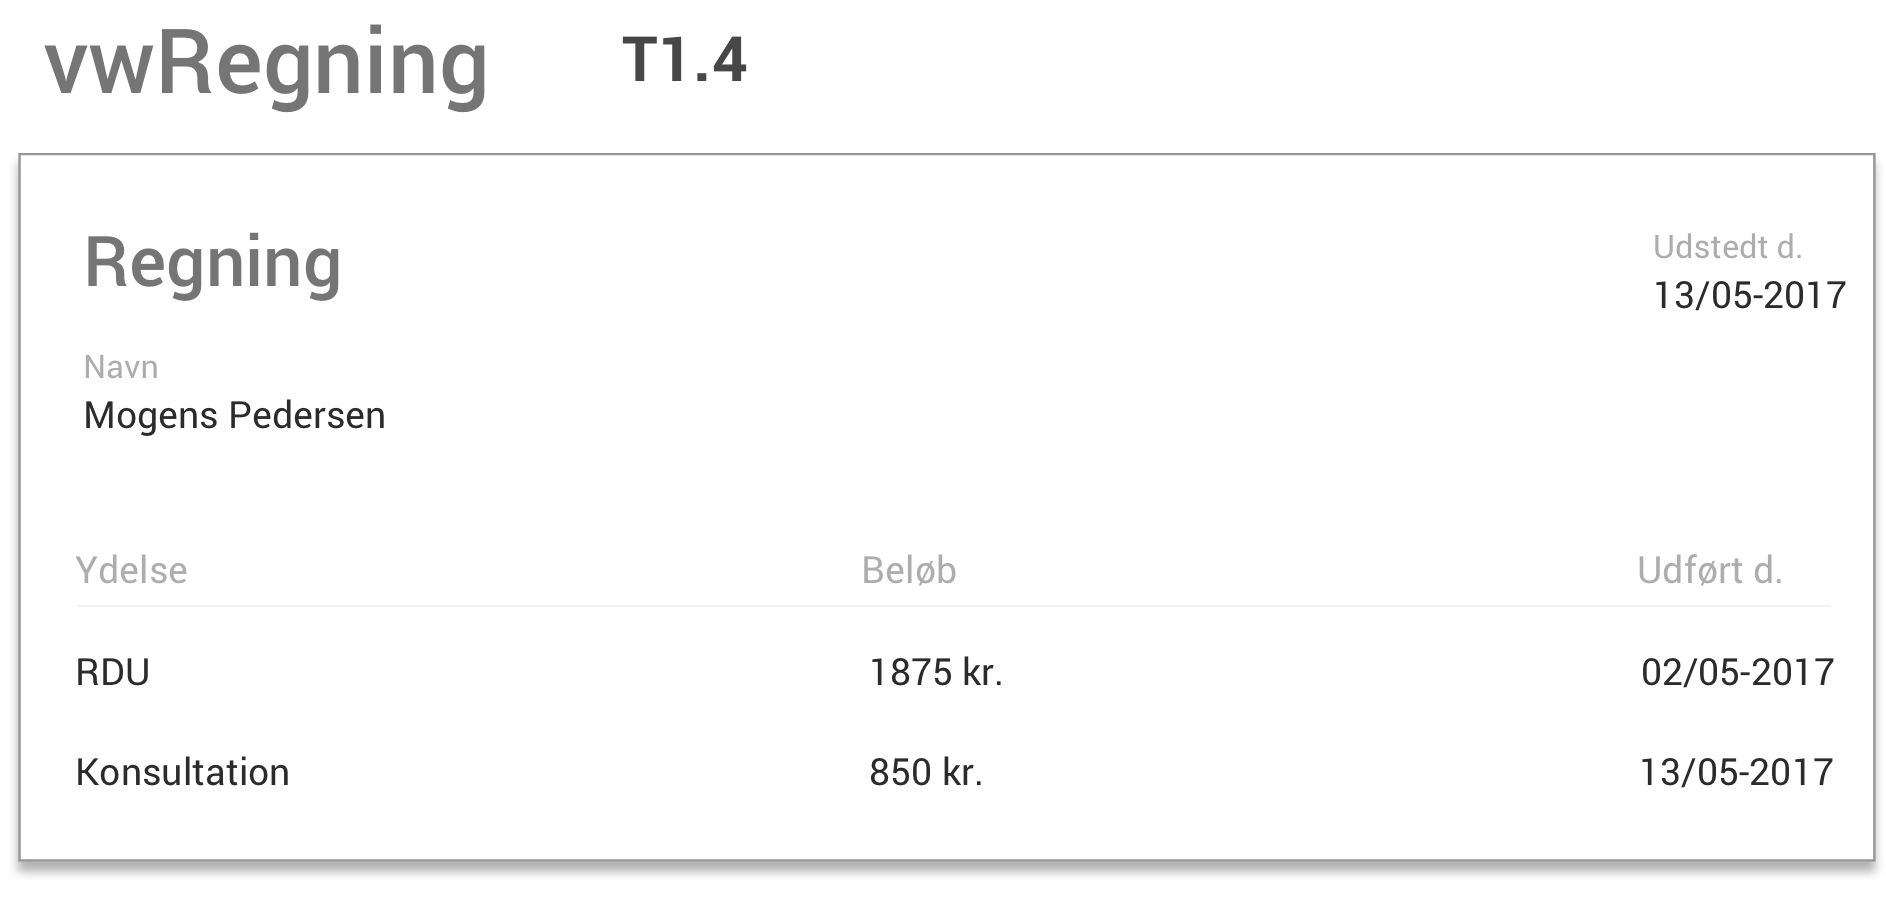 vwRegning T1.4
Regning
Udstedt d.
13/05-2017
Navn
Mogens Pedersen
Ydelse Beløb Udført d.
RDU 1875 kr. 02/05-2017
Konsultation 850 kr. 13/05-2017